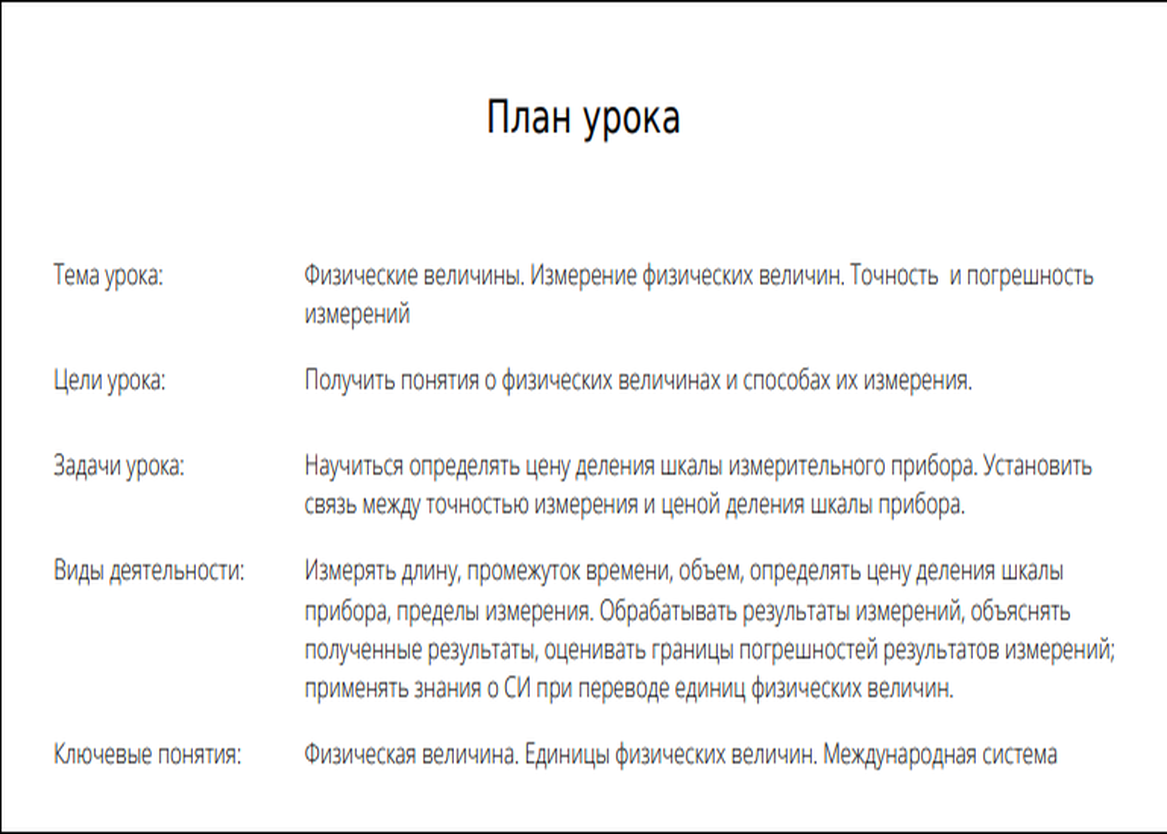 План урока
Тема урока: Физические величины. Измерение физических величин. Точность и погрешность
измерений
Цели урока: Получить понятия о физических величинах и способах их измерения.
Задачи урока: Научиться определять цену деления шкалы измерительного прибора. Установить
связь между точностью измерения и ценой деления шкалы прибора.
Виды деятельности: Измерять длину, промежуток времени, объем, определять цену деления шкалы
прибора, пределы измерения. Обрабатывать результаты измерений, объяснять
полученные результаты, оценивать границы погрешностей результатов измерений;
применять знания о СИ при переводе единиц физических величин.
Ключевые понятия: Физическая величина. Единицы физических величин. Международная система